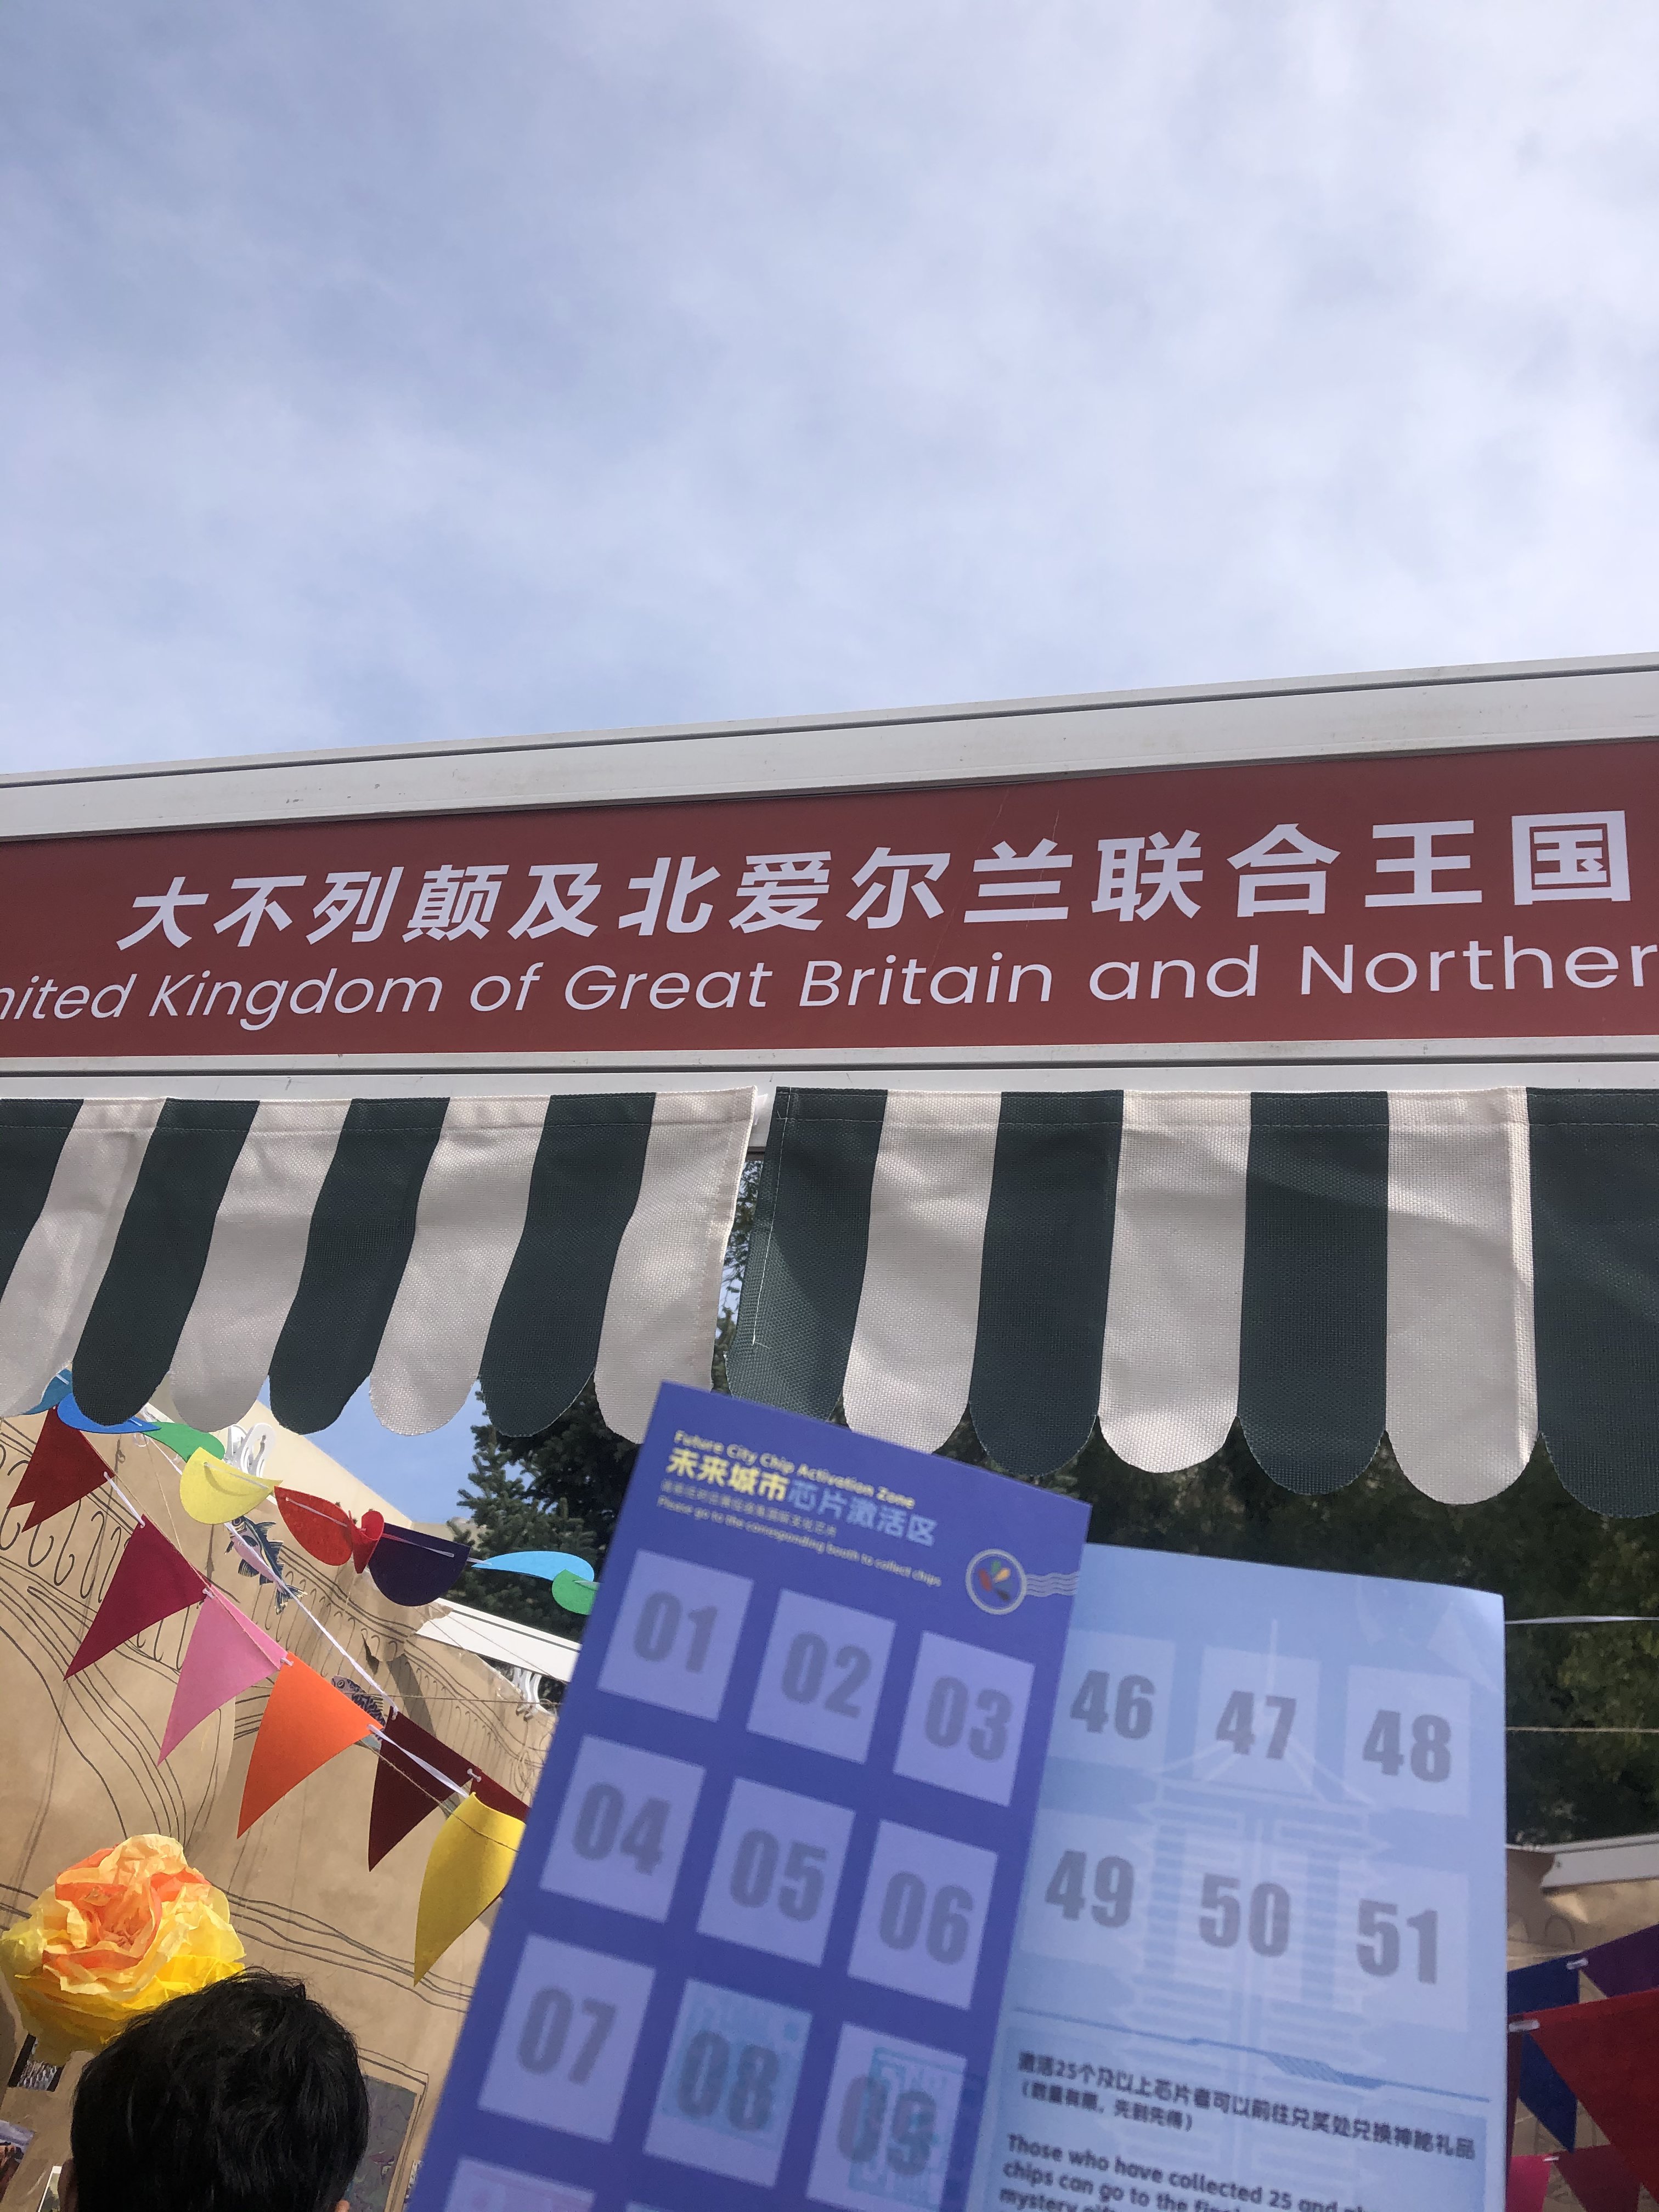 大不列颠及北爱尔兰联合王国
nited Kingdom of Great Britain and Norther
Future City Chip Activation Zone
未来城市芯片激活区
Please go to the corresponding booth to collect chips
01 02 03
04 05 06
07 08 09
46 47 48
49 50 51
激活25个及以上芯片者可以前往兑奖处兑换神秘礼品
（数量有限，先到先得）
Those who have collected 25 and
chips can go to the
mystery